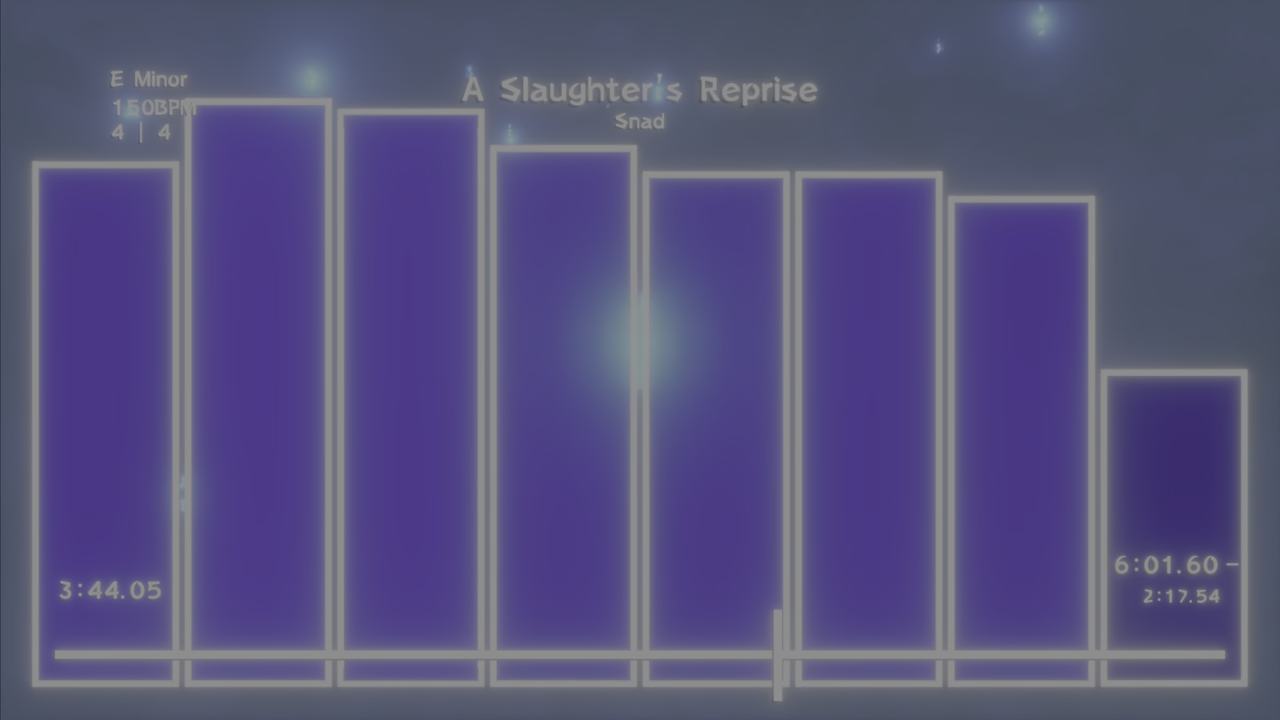 E Minor
150BPM
4 | 4
A Slaughter's Reprise
Snad
3:44.05
6:01.60 -
2:17.54